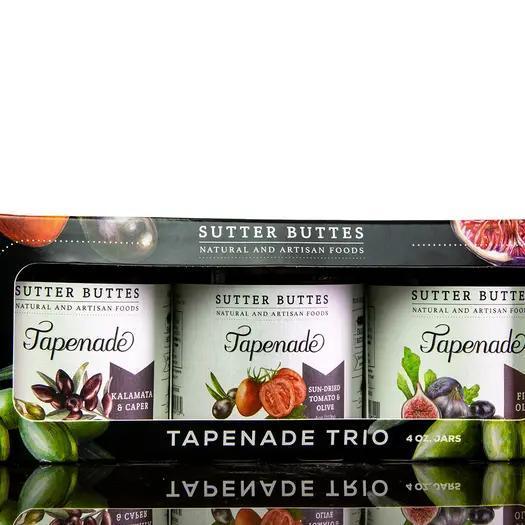 SUTTER BUTTES
NATURAL AND ARTISAN FOODS
SUTTER BUTTES
NATURAL AND ARTISAN FOODS
Tapenade
KALAMATA
& CAPER
SUTTER BUTTES
NATURAL AND ARTISAN FOODS
Tapenade
SUN-DRIED
TOMATO &
OLIVE
SUTTER BUTTES
NATURAL AND ARTISAN FOODS
Tapenade
TAPENADE TRIO 4 OZ. JARS